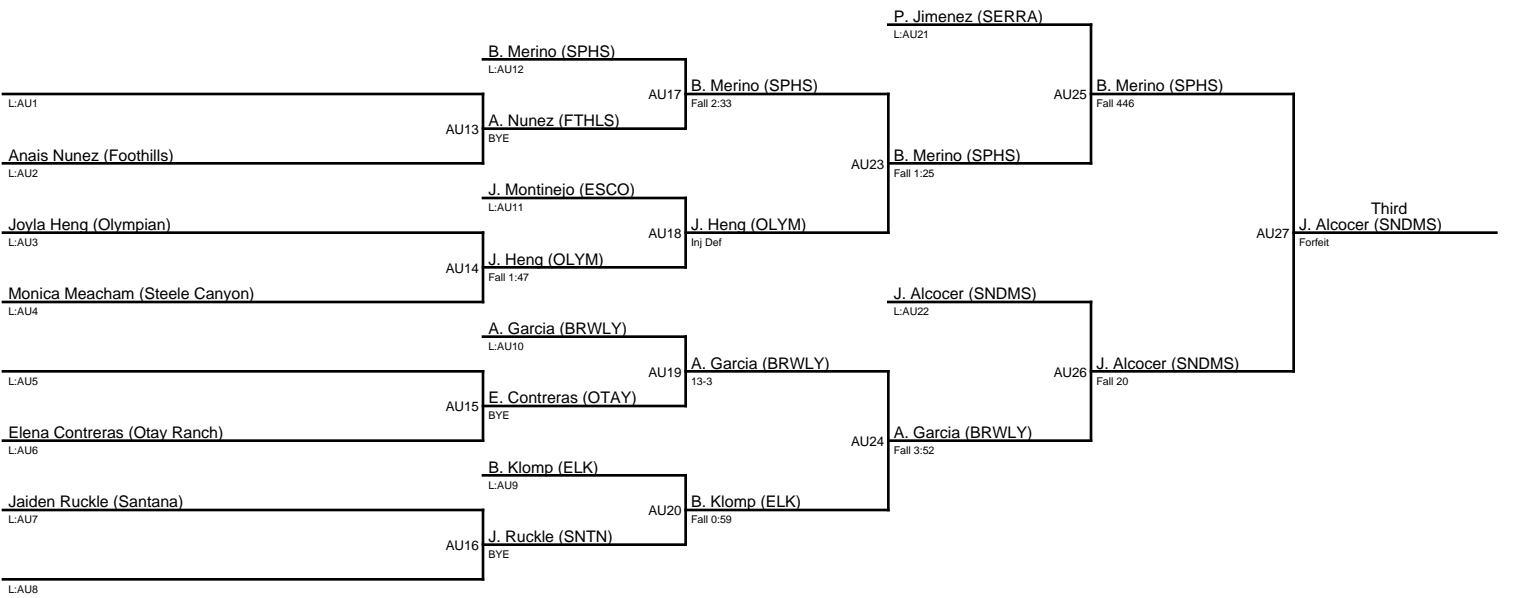 P. Jimenez (SERRA)
L:AU21
B. Merino (SPHS)
L:AU12
AU17
B. Merino (SPHS)
Fall 2:33
AU25
B. Merino (SPHS)
Fall 446
L:AU1
AU13
A. Nunez (FTHLS)
BYE
Anais Nunez (Foothills)
L:AU2
AU23
B. Merino (SPHS)
Fall 1:25
J. Montinejo (ESCO)
L:AU11
Third
Joyla Heng (Olympian)
L:AU3
AU18
J. Heng (OLYM)
Inj Def
AU27
J. Alcocer (SNDMS)
Forfeit
AU14
J. Heng (OLYM)
Fall 1:47
Monica Meacham (Steele Canyon)
L:AU4
J. Alcocer (SNDMS)
L:AU22
A. Garcia (BRWLY)
L:AU10
L:AU5
AU19
A. Garcia (BRWLY)
13-3
AU26
J. Alcocer (SNDMS)
Fall 20
AU15
E. Contreras (OTAY)
BYE
Elena Contreras (Otay Ranch)
L:AU6
AU24
A. Garcia (BRWLY)
Fall 3:52
B. Klomp (ELK)
L:AU9
Jaiden Ruckle (Santana)
L:AU7
AU20
B. Klomp (ELK)
Fall 0:59
AU16
J. Ruckle (SNTN)
BYE
L:AU8